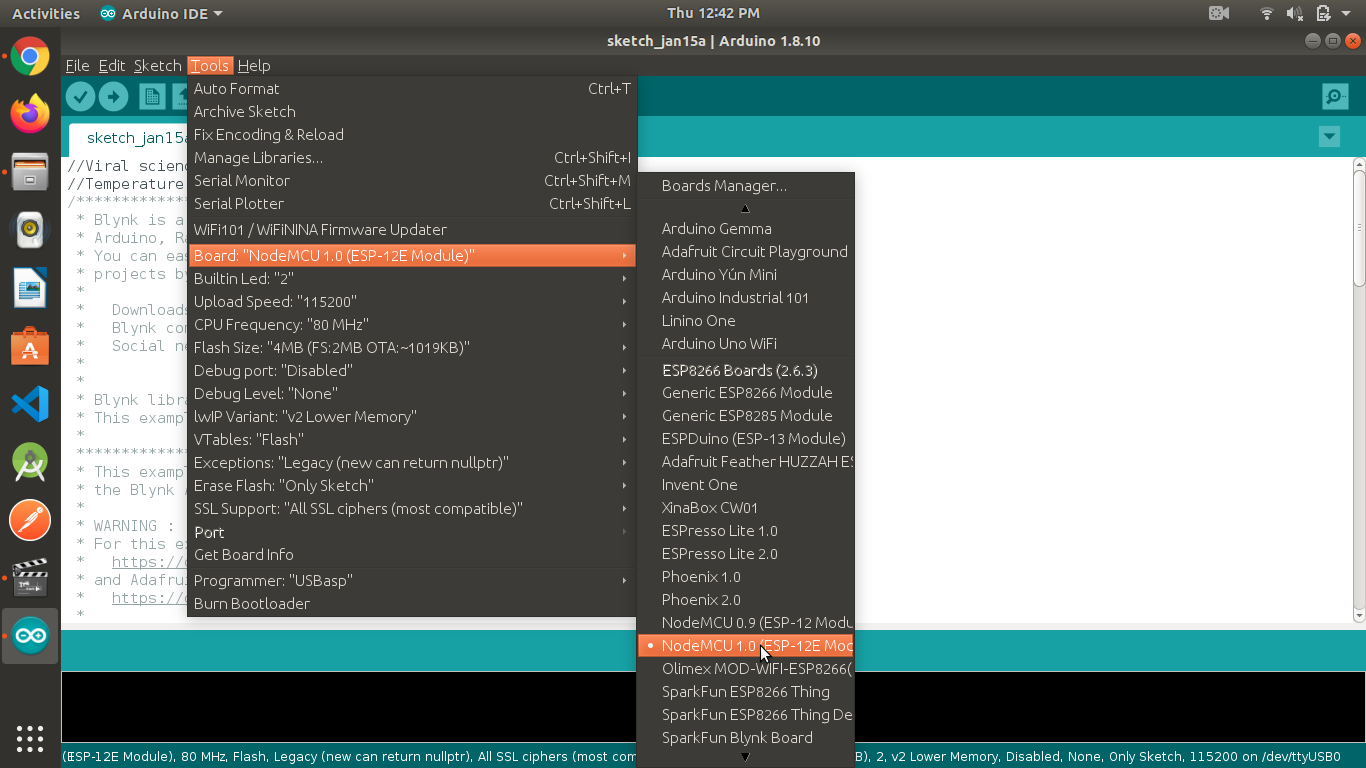 Activities Arduino IDE Thu 12:42 PM
sketch_jan15a | Arduino 1.8.10
File Edit Sketch Tools Help
sketch_jan15a
//Viral scien
//Temperature
/*************
* Blynk is a
* Arduino, Ra
* You can eas
* projects by
*
* Downloads
* Blynk con
* Social ne
*
*
* Blynk libra
* This exampl
*
*************
* This exampl
* the Blynk
*
* WARNING :
* For this ex
* https://
* and Adafrui
* https://
*
Auto Format Ctrl+T
Archive Sketch
Fix Encoding & Reload
Manage Libraries... Ctrl+Shift+I
Serial Monitor Ctrl+Shift+M
Serial Plotter Ctrl+Shift+L
WiFi101 / WiFiNINA Firmware Updater
Board: "NodeMCU 1.0 (ESP-12E Module)"
Builtin Led: "2"
Upload Speed: "115200"
CPU Frequency: "80 MHz"
Flash Size: "4MB (FS:2MB OTA:~1019KB)"
Debug port: "Disabled"
Debug Level: "None"
lwIP Variant: "v2 Lower Memory"
VTables: "Flash"
Exceptions: "Legacy (new can return nullptr)"
Erase Flash: "Only Sketch"
SSL Support: "All SSL ciphers (most compatible)"
Port
Get Board Info
Programmer: "USBasp"
Burn Bootloader
Boards Manager...
Arduino Gemma
Adafruit Circuit Playground
Arduino Yún Mini
Arduino Industrial 101
Linino One
Arduino Uno WiFi
ESP8266 Boards (2.6.3)
Generic ESP8266 Module
Generic ESP8285 Module
ESPDuino (ESP-13 Module)
Adafruit Feather HUZZAH ES
Invent One
XinaBox CW01
ESPresso Lite 1.0
ESPresso Lite 2.0
Phoenix 1.0
Phoenix 2.0
NodeMCU 0.9 (ESP-12 Modu
NodeMCU 1.0 (ESP-12E Mod
Olimex MOD-WIFI-ESP8266(
SparkFun ESP8266 Thing
SparkFun ESP8266 Thing De
SparkFun Blynk Board
(ESP-12E Module), 80 MHz, Flash, Legacy (new can return nullptr), All SSL ciphers (most com B), 2, v2 Lower Memory, Disabled, None, Only Sketch, 115200 on /dev/ttyUSB0